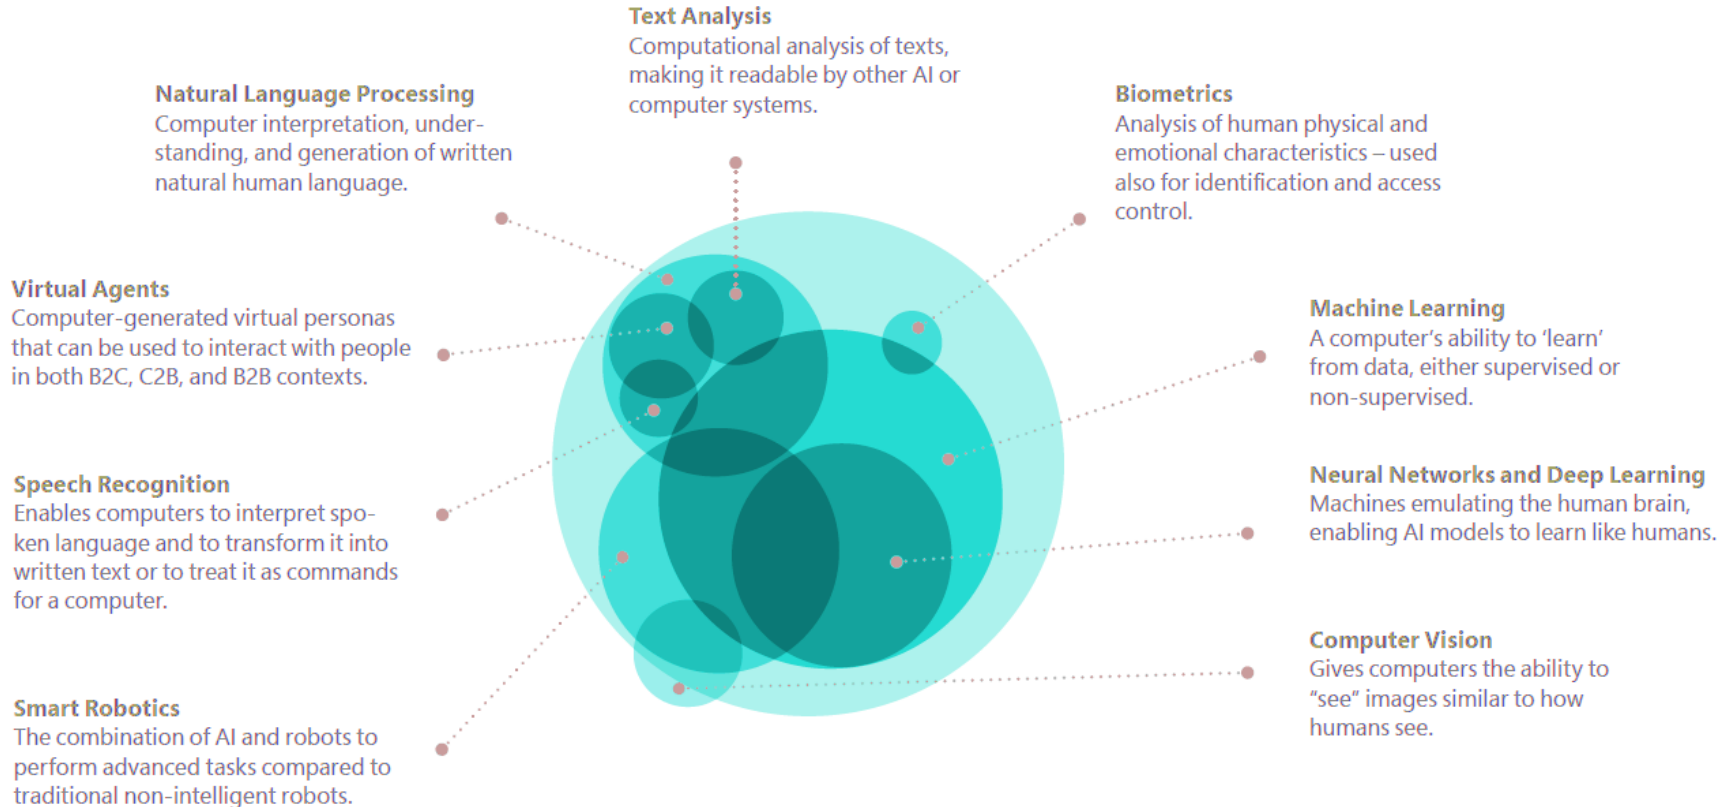 Text Analysis
Computational analysis of texts,
making it readable by other AI or
computer systems.
Natural Language Processing
Computer interpretation, under-
standing, and generation of written
natural human language.
Biometrics
Analysis of human physical and
emotional characteristics – used
also for identification and access
control.
Virtual Agents
Computer-generated virtual personas
that can be used to interact with people
in both B2C, C2B, and B2B contexts.
Machine Learning
A computer’s ability to ‘learn’
from data, either supervised or
non-supervised.
Speech Recognition
Enables computers to interpret spo-
ken language and to transform it into
written text or to treat it as commands
for a computer.
Neural Networks and Deep Learning
Machines emulating the human brain,
enabling AI models to learn like humans.
Smart Robotics
The combination of AI and robots to
perform advanced tasks compared to
traditional non-intelligent robots.
Computer Vision
Gives computers the ability to
“see” images similar to how
humans see.